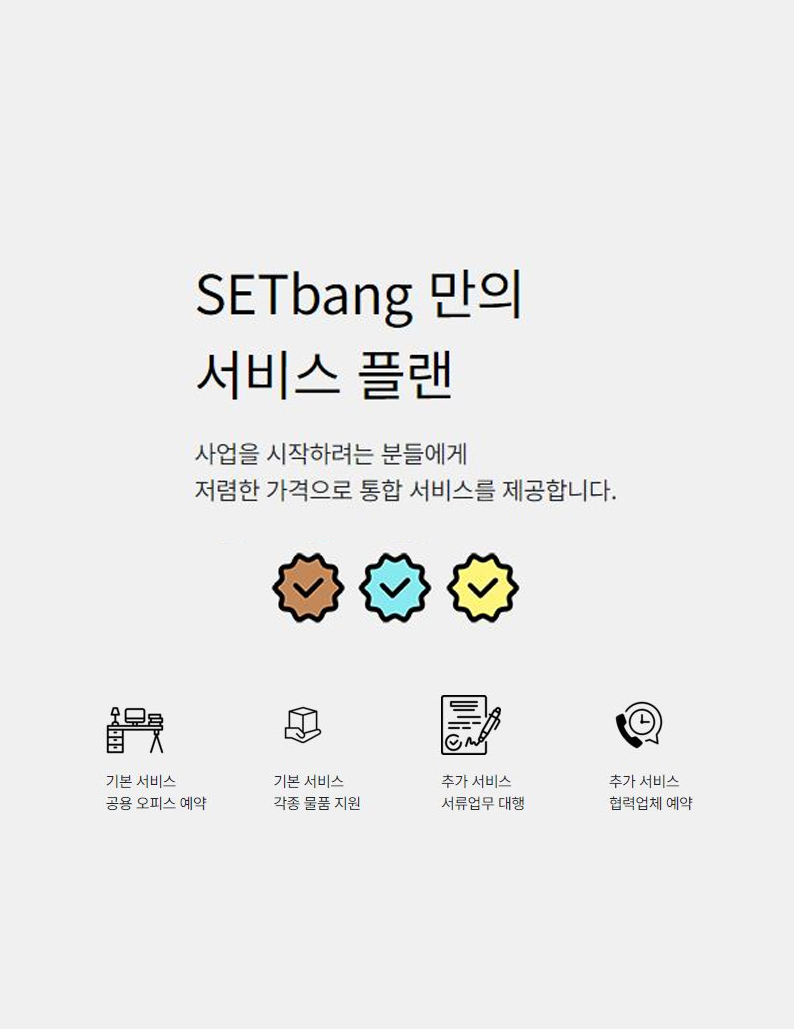 SETbang 만의
서비스 플랜
사업을 시작하려는 분들에게
저렴한 가격으로 통합 서비스를 제공합니다.
기본 서비스
공용 오피스 예약
기본 서비스
각종 물품 지원
추가 서비스
서류업무 대행
추가 서비스
협력업체 예약